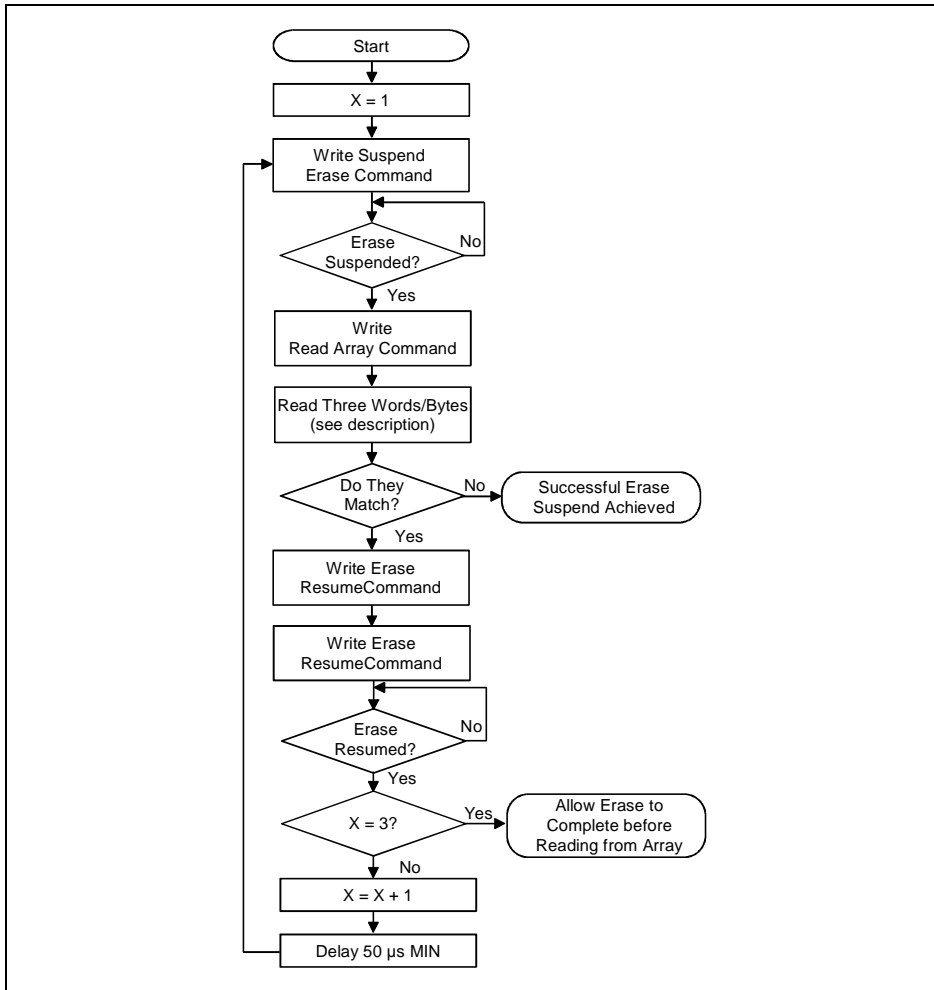 Start
X = 1
Write Suspend
Erase Command
Erase
Suspended?
No
Yes
Write
Read Array Command
Read Three Words/Bytes
(see description)
Do They
Match?
No
Successful Erase
Suspend Achieved
Yes
Write Erase
ResumeCommand
Write Erase
ResumeCommand
Erase
Resumed?
No
Yes
X = 3?
Yes
Allow Erase to
Complete before
Reading from Array
No
X = X + 1
Delay 50 µs MIN